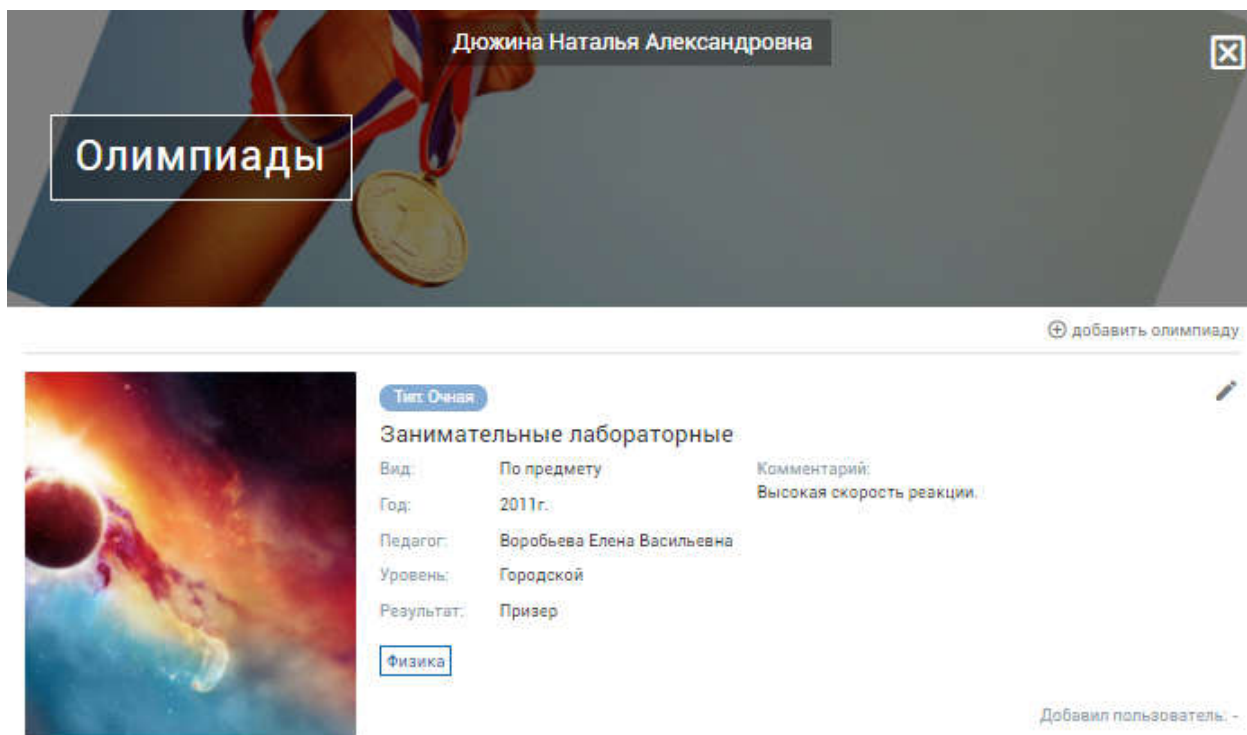 Дюжина Наталья Александровна
Олимпиады
добавить олимпиаду
Тип: Очная
Занимательные лабораторные
Вид: По предмету
Комментарий:
Высокая скорость реакции.
Год: 2011г.
Педагог: Воробьева Елена Васильевна
Уровень: Городской
Результат: Призер
Физика
Добавил пользователь: -